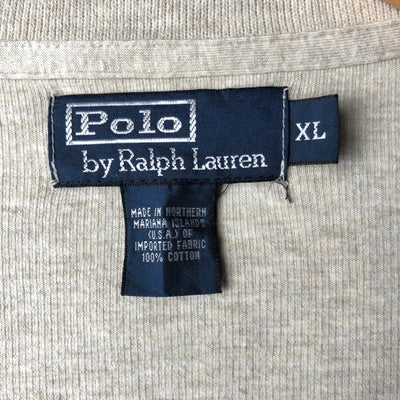 Polo
by Ralph Lauren
XL
MADE IN NORTHERN
MARIANA ISLANDS
(U.S.A.) OF
IMPORTED FABRIC
100% COTTON